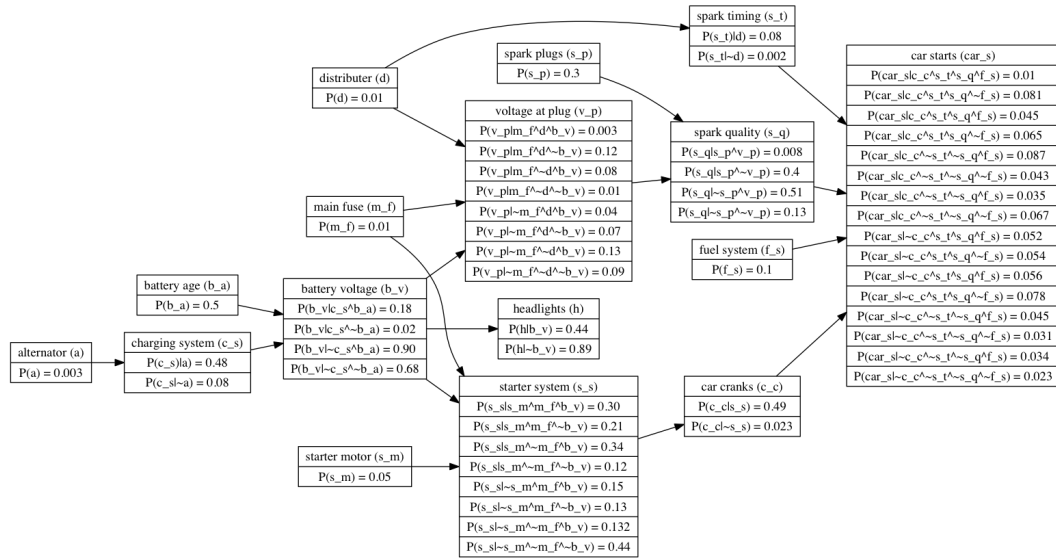 spark timing (s_t)
P(s_t)|d) = 0.08
P(s_t|~d) = 0.002
spark plugs (s_p)
P(s_p) = 0.3
distributer (d)
P(d) = 0.01
voltage at plug (v_p)
P(v_p|m_f^d^b_v) = 0.003
P(v_p|m_f^d^~b_v) = 0.12
P(v_p|m_f^~d^b_v) = 0.08
P(v_p|m_f^~d^~b_v) = 0.01
P(v_p|~m_f^d^b_v) = 0.04
P(v_p|~m_f^d^~b_v) = 0.07
P(v_p|~m_f^~d^b_v) = 0.13
P(v_p|~m_f^~d^~b_v) = 0.09
spark quality (s_q)
P(s_q|s_p^v_p) = 0.008
P(s_q|s_p^~v_p) = 0.4
P(s_q|~s_p^v_p) = 0.51
P(s_q|~s_p^~v_p) = 0.13
car starts (car_s)
P(car_s|c_c^s_t^s_q^f_s) = 0.01
P(car_s|c_c^s_t^s_q^~f_s) = 0.081
P(car_s|c_c^s_t^~s_q^f_s) = 0.045
P(car_s|c_c^s_t^~s_q^~f_s) = 0.065
P(car_s|c_c^~s_t^~s_q^f_s) = 0.087
P(car_s|c_c^~s_t^~s_q^~f_s) = 0.043
P(car_s|c_c^~s_t^~s_q^f_s) = 0.035
P(car_s|c_c^~s_t^~s_q^~f_s) = 0.067
P(car_s|~c_c^s_t^s_q^f_s) = 0.052
P(car_s|~c_c^s_t^s_q^~f_s) = 0.054
P(car_s|~c_c^s_t^~s_q^f_s) = 0.056
P(car_s|~c_c^s_t^~s_q^~f_s) = 0.078
P(car_s|~c_c^~s_t^~s_q^f_s) = 0.045
P(car_s|~c_c^~s_t^~s_q^~f_s) = 0.031
P(car_s|~c_c^~s_t^~s_q^f_s) = 0.034
P(car_s|~c_c^~s_t^~s_q^~f_s) = 0.023
main fuse (m_f)
P(m_f) = 0.01
fuel system (f_s)
P(f_s) = 0.1
battery age (b_a)
P(b_a) = 0.5
battery voltage (b_v)
P(b_v|c_s^b_a) = 0.18
P(b_v|c_s^~b_a) = 0.02
P(b_v|~c_s^b_a) = 0.90
P(b_v|~c_s^~b_a) = 0.68
headlights (h)
P(h|b_v) = 0.44
P(h|~b_v) = 0.89
alternator (a)
P(a) = 0.003
charging system (c_s)
P(c_s)|a) = 0.48
P(c_s|~a) = 0.08
starter system (s_s)
P(s_s|s_m^m_f^b_v) = 0.30
P(s_s|s_m^m_f^~b_v) = 0.21
P(s_s|s_m^~m_f^b_v) = 0.34
P(s_s|s_m^~m_f^~b_v) = 0.12
P(s_s|~s_m^m_f^b_v) = 0.15
P(s_s|~s_m^m_f^~b_v) = 0.13
P(s_s|~s_m^~m_f^b_v) = 0.132
P(s_s|~s_m^~m_f^~b_v) = 0.44
car cranks (c_c)
P(c_c|s_s) = 0.49
P(c_c|~s_s) = 0.023
starter motor (s_m)
P(s_m) = 0.05